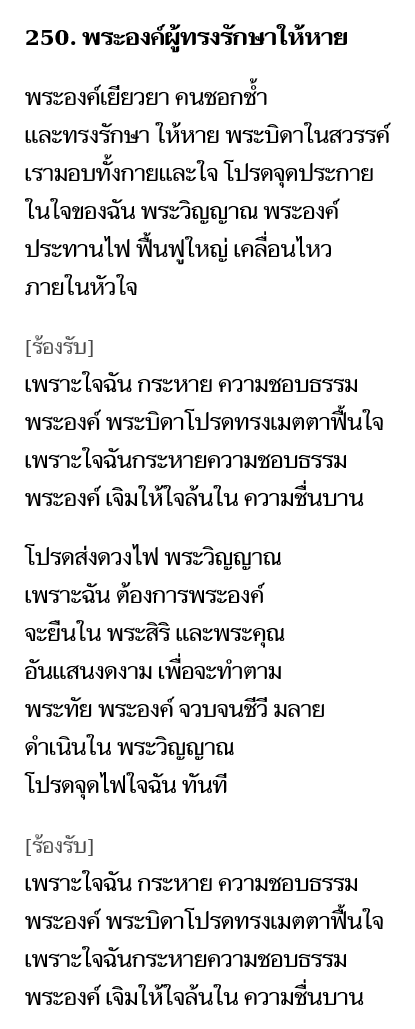 250. พระองค์ผู้ทรงรักษาให้หาย
พระองค์เยียวยา คนชอกช้ำ
และทรงรักษา ให้หาย พระบิดาในสวรรค์
เรามอบทั้งกายและใจ โปรดจุดประกาย
ในใจของฉัน พระวิญญาณ พระองค์
ประทานไฟ ฟื้นฟูใหญ่ เคลื่อนไหว
ภายในหัวใจ
[ร้องรับ]
เพราะใจฉัน กระหาย ความชอบธรรม
พระองค์ พระบิดาโปรดทรงเมตตาฟื้นใจ
เพราะใจฉันกระหายความชอบธรรม
พระองค์ เจิมให้ใจล้นใน ความชื่นบาน
โปรดส่งดวงไฟ พระวิญญาณ
เพราะฉัน ต้องการพระองค์
จะยืนใน พระสิริ และพระคุณ
อันแสนงดงาม เพื่อจะทำตาม
พระทัย พระองค์ จวบจนชีวี มลาย
ดำเนินใน พระวิญญาณ
โปรดจุดไฟใจฉัน ทันที
[ร้องรับ]
เพราะใจฉัน กระหาย ความชอบธรรม
พระองค์ พระบิดาโปรดทรงเมตตาฟื้นใจ
เพราะใจฉันกระหายความชอบธรรม
พระองค์ เจิมให้ใจล้นใน ความชื่นบาน